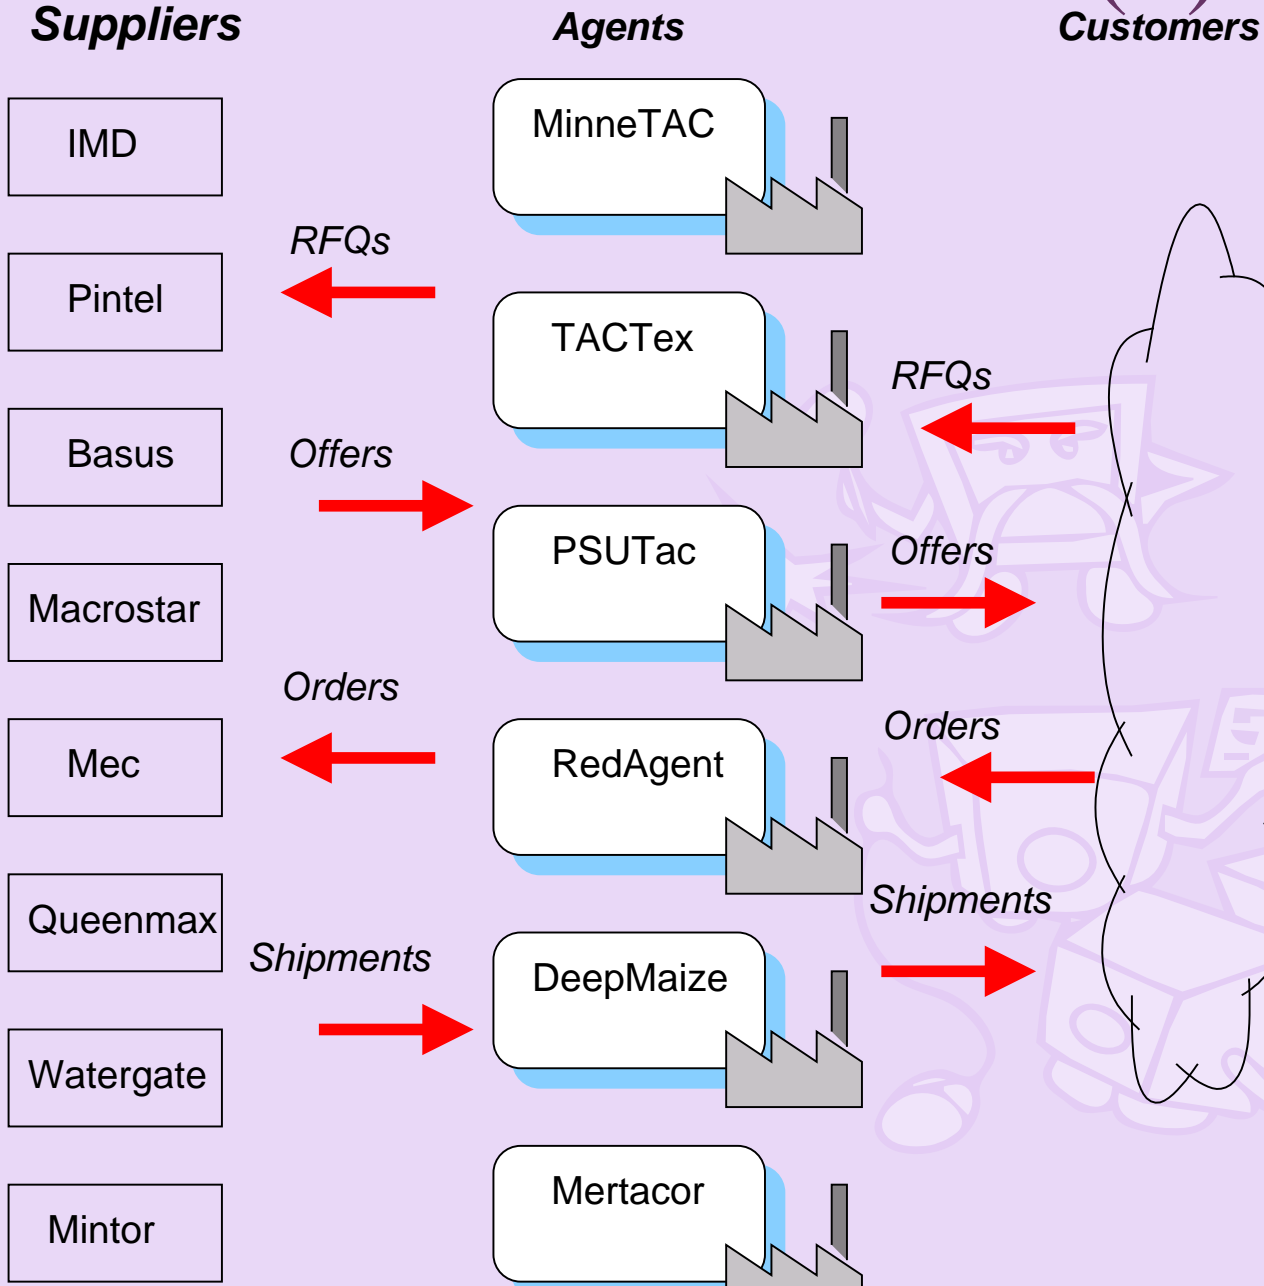 Suppliers
Agents
Customers
IMD
MinneTAC
RFQs
Pintel
TACTex
RFQs
Basus
Offers
PSUTac
Offers
Macrostar
Orders
Mec
RedAgent
Orders
Queenmax
Shipments
Shipments
DeepMaize
Watergate
Mintor
Mertacor